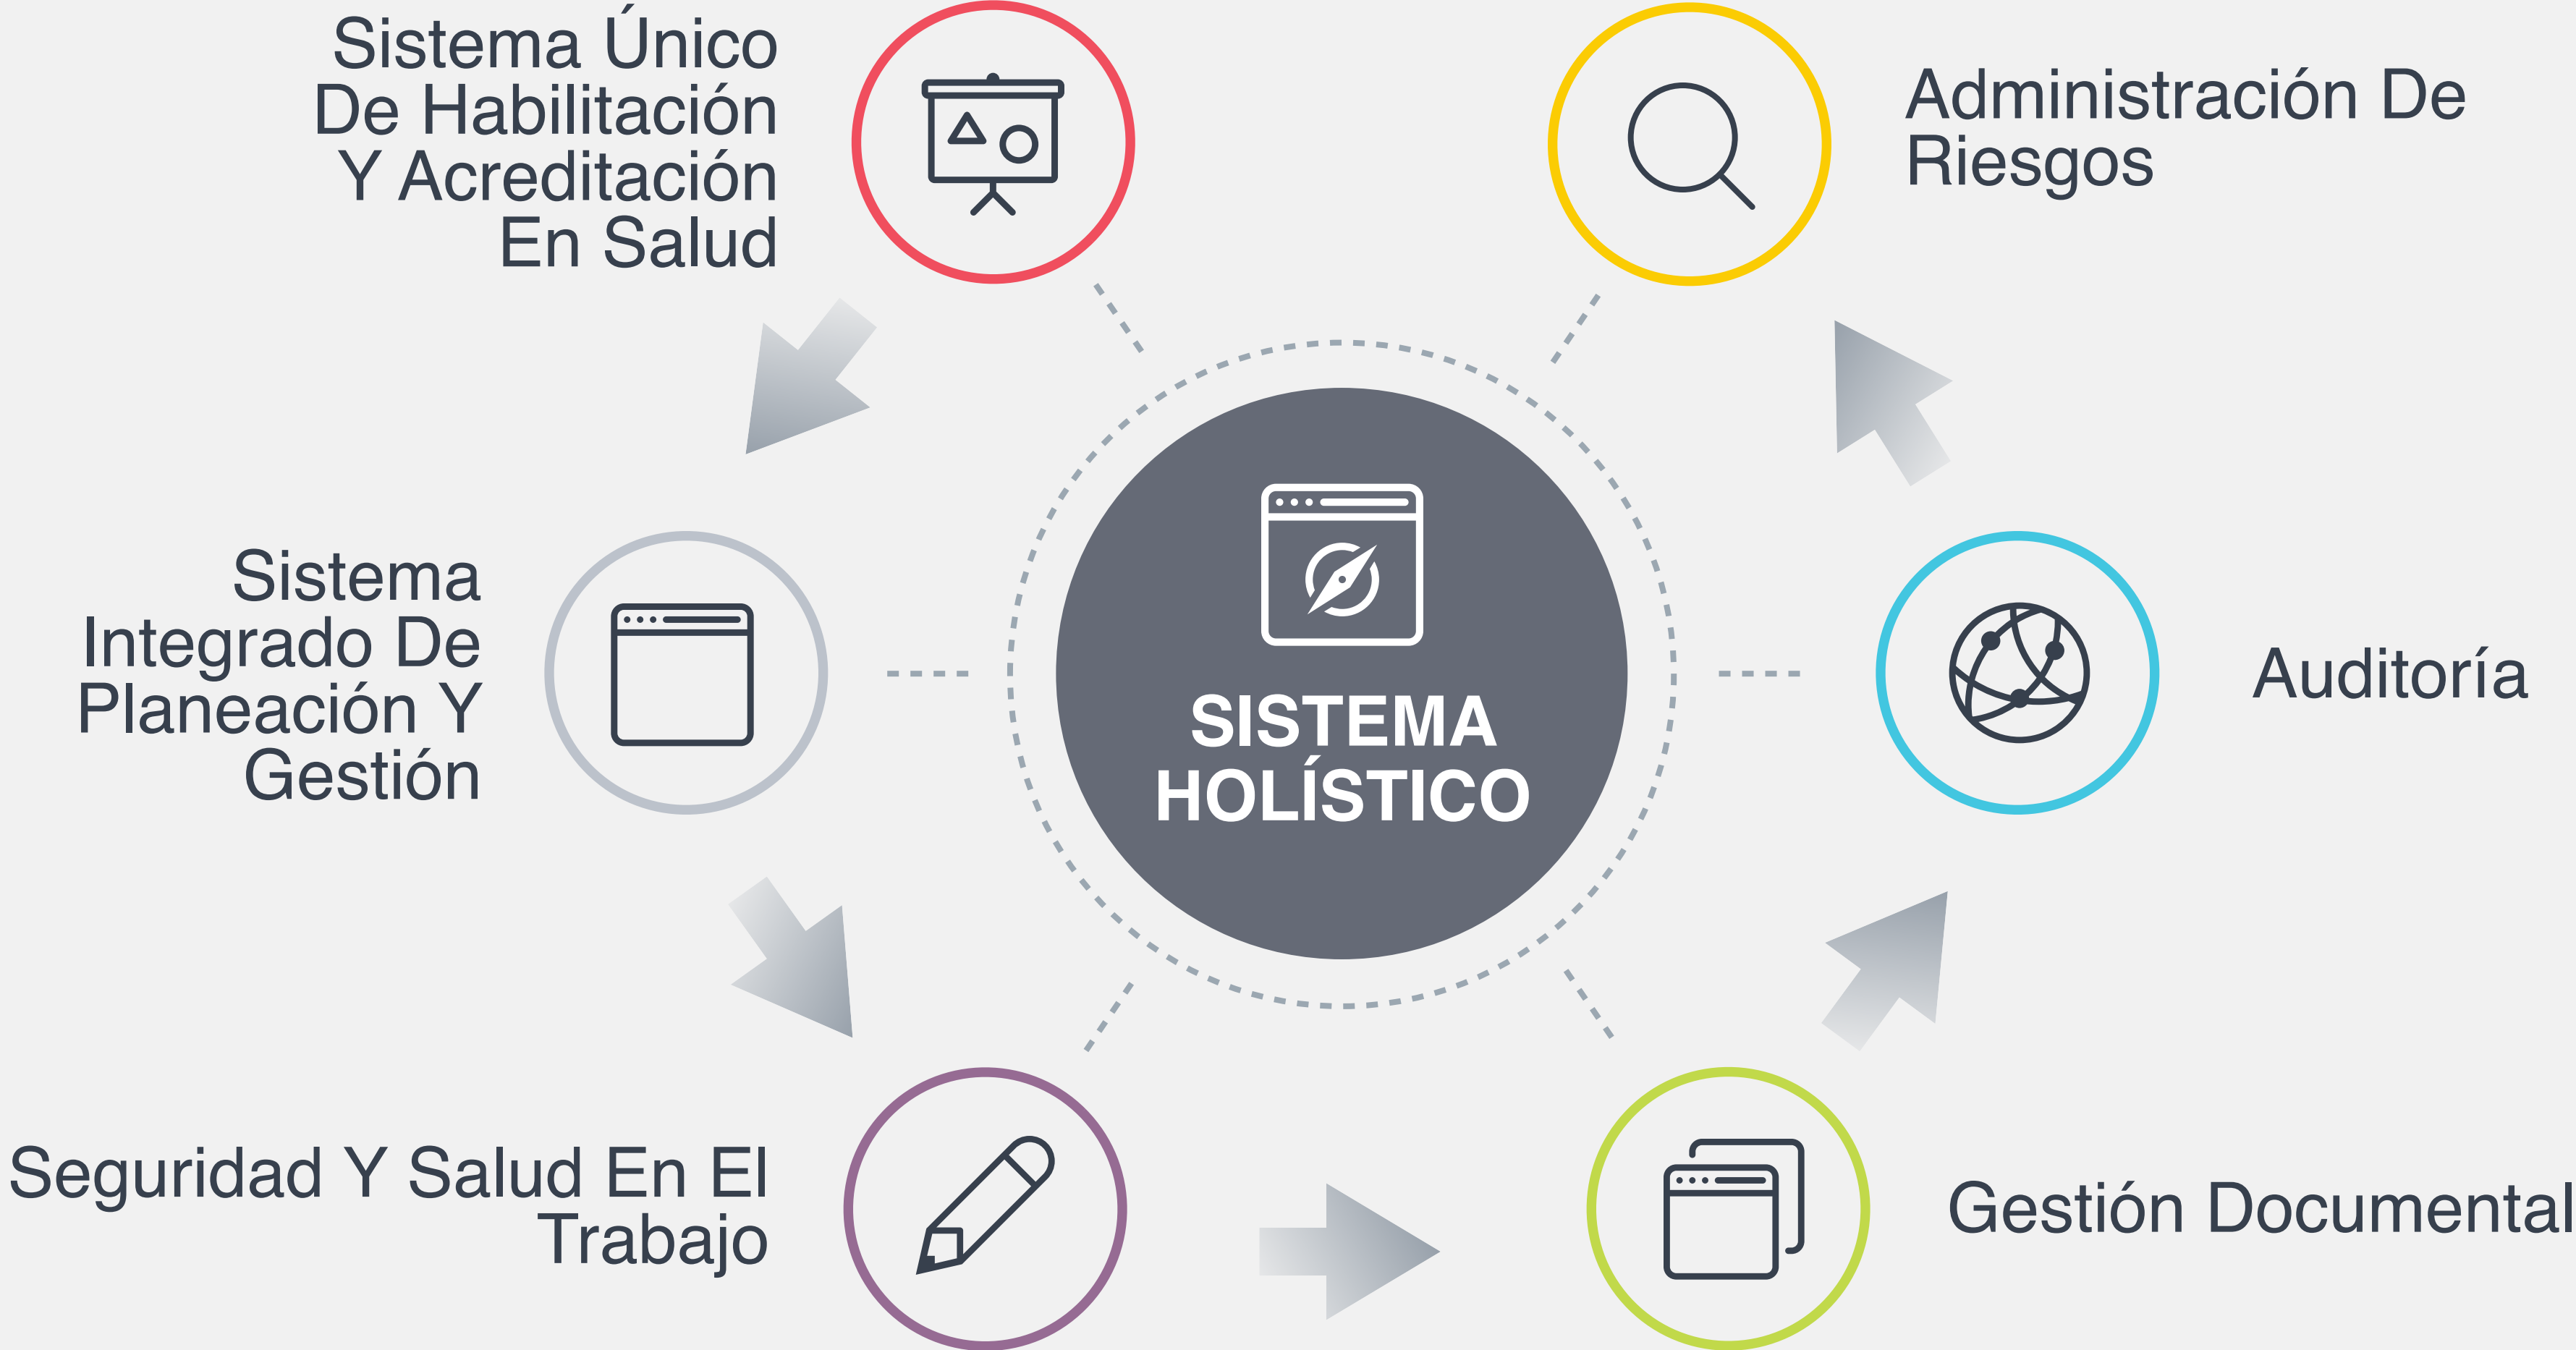 Sistema Único
De Habilitación
Y Acreditación
En Salud
Administración De
Riesgos
Sistema
Integrado De
Planeación Y
Gestión
SISTEMA
HOLÍSTICO
Auditoría
Seguridad Y Salud En El
Trabajo
Gestión Documental